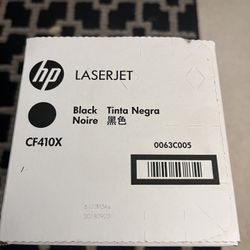 hp LASERJET
Black Tinta Negra
Noire 黑色
CF410X
0063C005